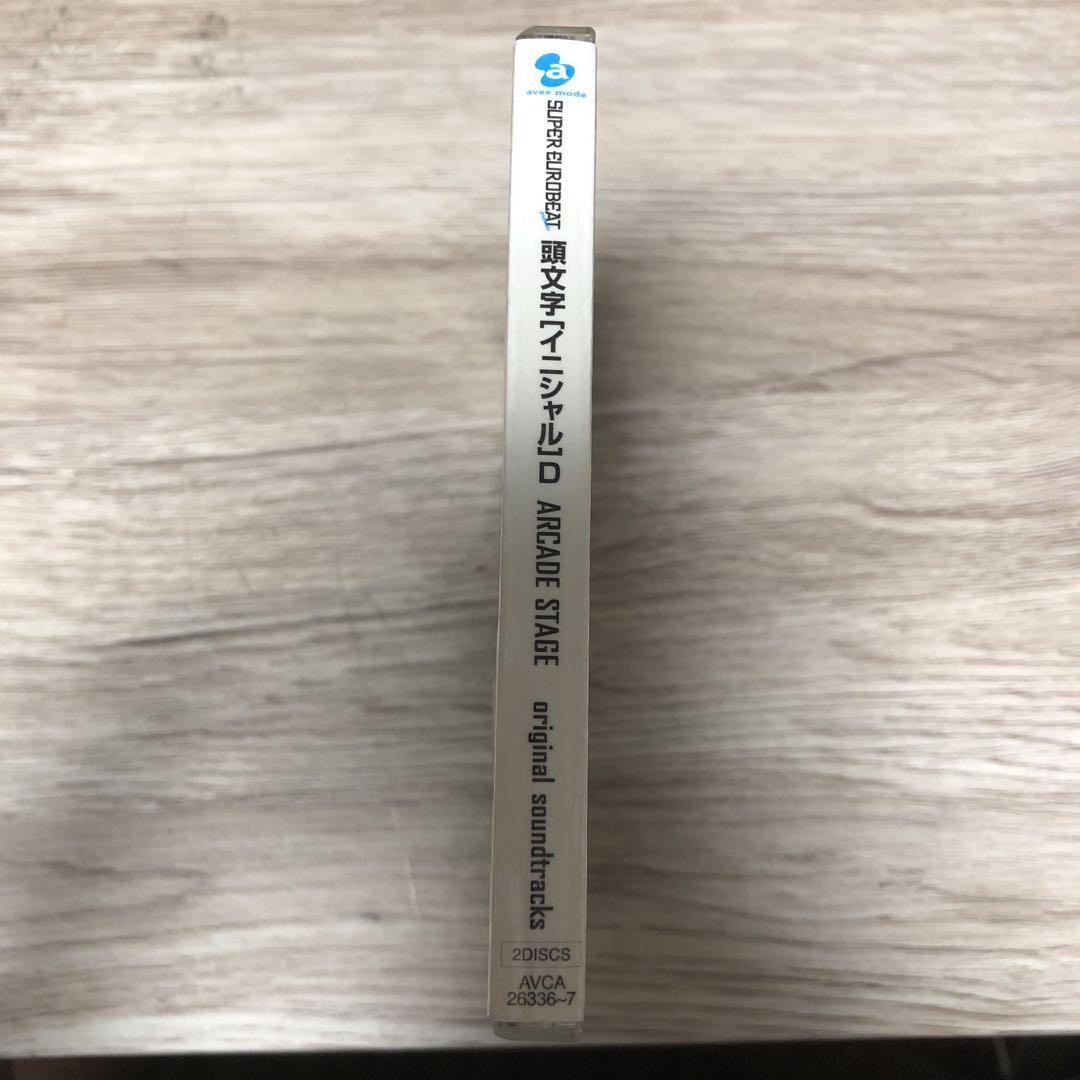 a
avex mode
SUPER EUROBEAT
頭文字[イニシャル]D ARCADE STAGE
original soundtracks
2DISCS
AVCA
26336~7